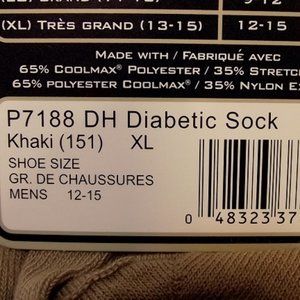 (XL) TRÈS GRAND (13-15) 12-15
MADE WITH / FABRIQUÉ AVEC
65% COOLMAX® POLYESTER / 35% STRETCH
65% POLYESTER COOLMAX® / 35% NYLON
P7188 DH Diabetic Sock
Khaki (151) XL
SHOE SIZE
GR. DE CHAUSSURES
MENS 12-15
0 48323 37